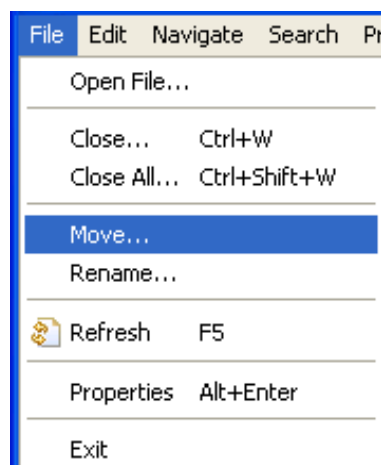 File Edit Navigate Search
Open File...
Close... Ctrl+W
Close All... Ctrl+Shift+W
Move...
Rename...
Refresh F5
Properties Alt+Enter
Exit